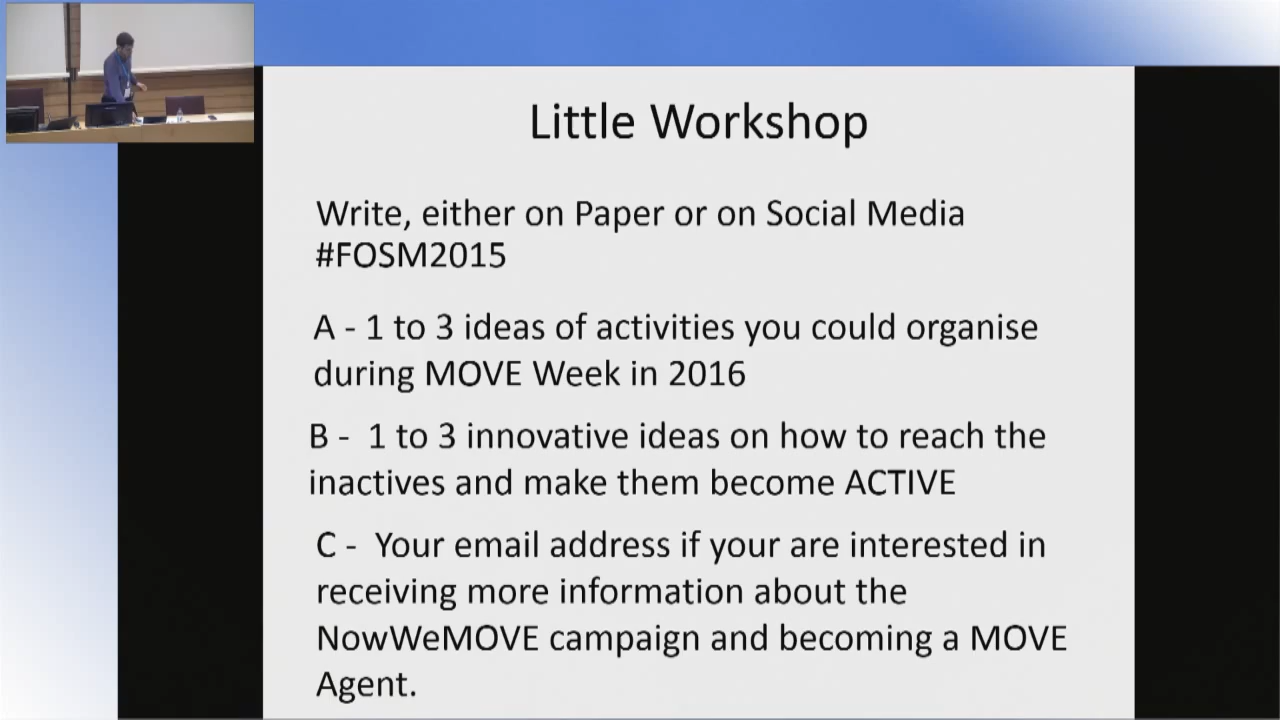 Little Workshop
Write, either on Paper or on Social Media
#FOSM2015
A - 1 to 3 ideas of activities you could organise
during MOVE Week in 2016
B -  1 to 3 innovative ideas on how to reach the
inactives and make them become ACTIVE
C -  Your email address if your are interested in
receiving more information about the
NowWeMOVE campaign and becoming a MOVE
Agent.